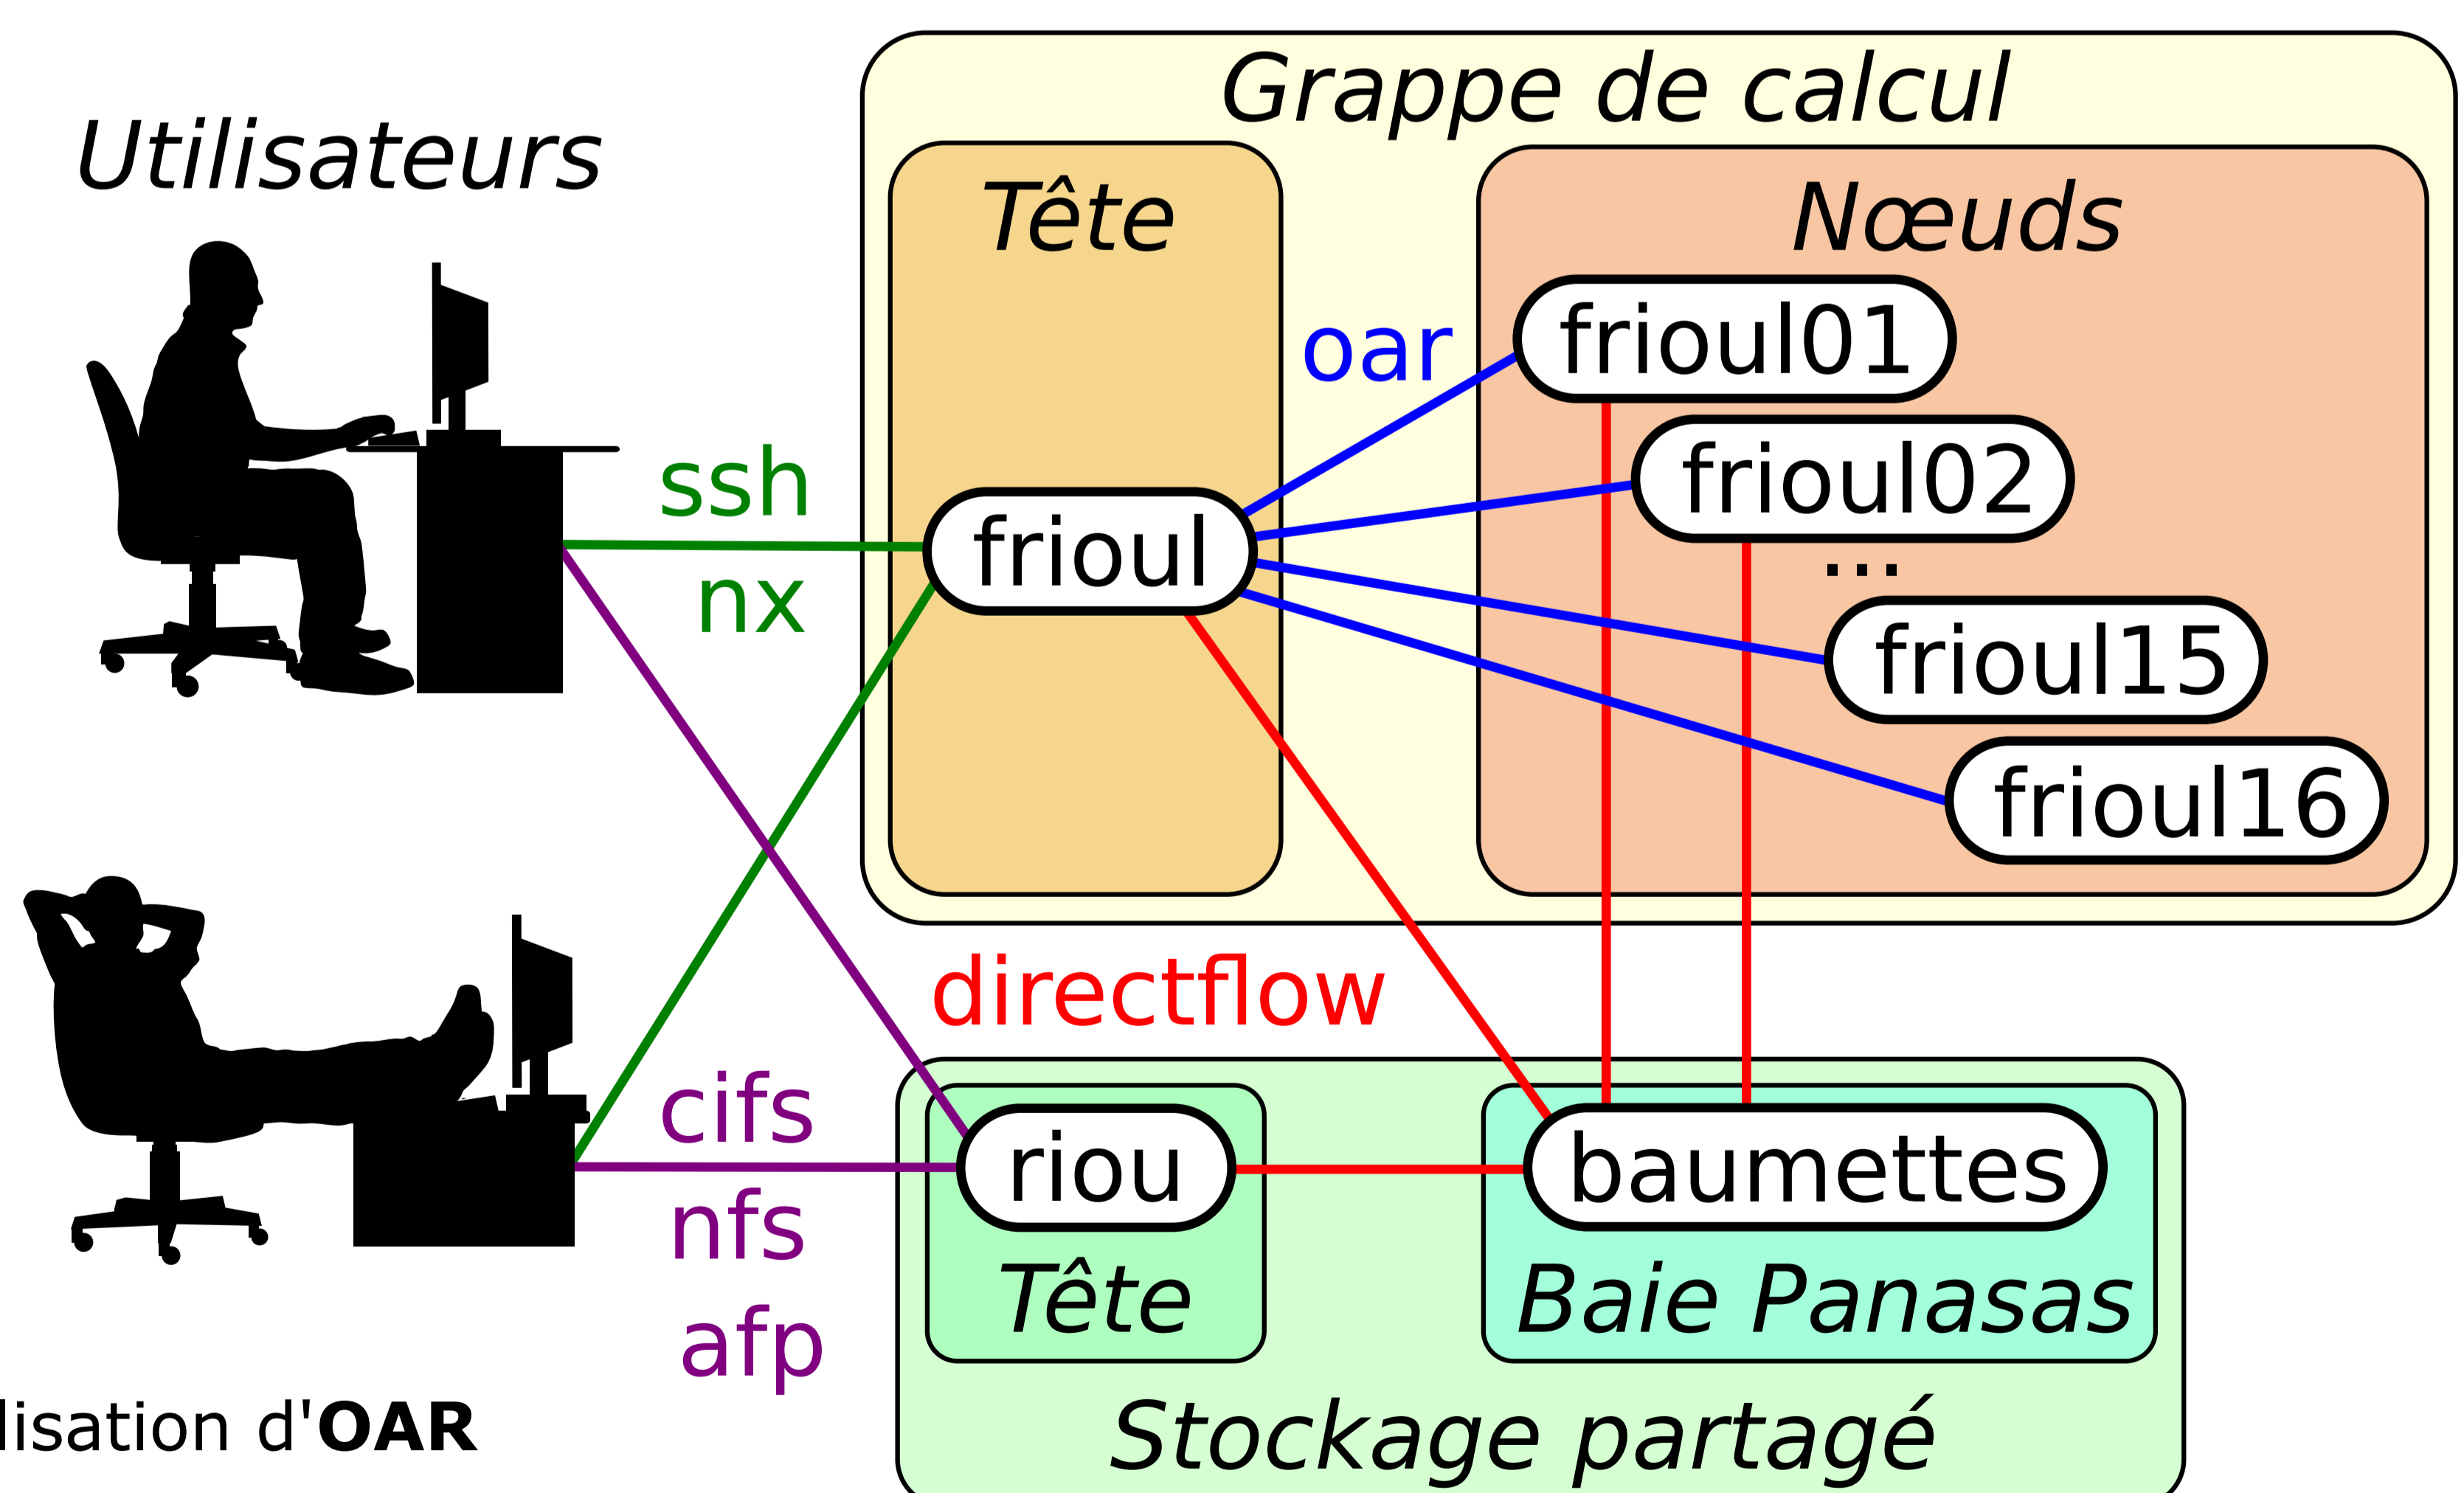 Grappe de calcul
Utilisateurs
Tête
Nœuds
oar
frioul01
ssh
frioul02
frioul
...
nx
frioul15
frioul16
directflow
cifs
riou
baumettes
nfs
Tête
Baie Panasas
afp
lisation d'OAR
Stockage partagé